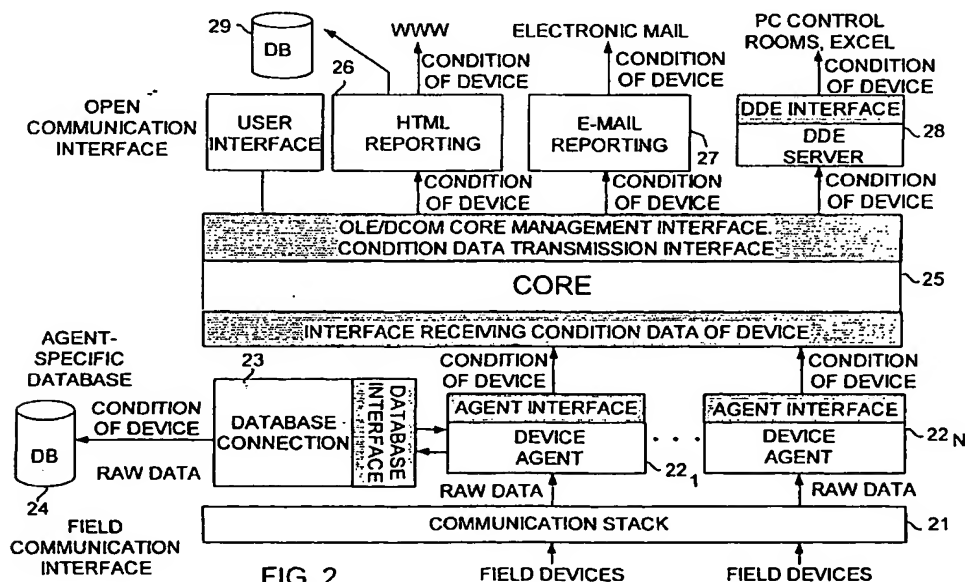 29
DB
WWW
ELECTRONIC MAIL
PC CONTROL
ROOMS, EXCEL
26
CONDITION
OF DEVICE
CONDITION
OF DEVICE
CONDITION
OF DEVICE
OPEN
COMMUNICATION
INTERFACE
USER
INTERFACE
HTML
REPORTING
E-MAIL
REPORTING
27
DDE INTERFACE
DDE
SERVER
28
CONDITION
OF DEVICE
CONDITION
OF DEVICE
CONDITION
OF DEVICE
OLE/DCOM CORE MANAGEMENT INTERFACE.
CONDITION DATA TRANSMISSION INTERFACE
CORE
25
INTERFACE RECEIVING CONDITION DATA OF DEVICE
AGENT-
SPECIFIC
DATABASE
23
CONDITION
OF DEVICE
CONDITION
OF DEVICE
CONDITION
OF DEVICE
DB
RAW DATA
24
DATABASE
CONNECTION
DATABASE
INTERFACE
AGENT INTERFACE
DEVICE
AGENT
22 1
. . .
AGENT INTERFACE
DEVICE
AGENT
22 N
RAW DATA
RAW DATA
FIELD
COMMUNICATION
INTERFACE
COMMUNICATION STACK
21
FIG. 2
FIELD DEVICES
FIELD DEVICES